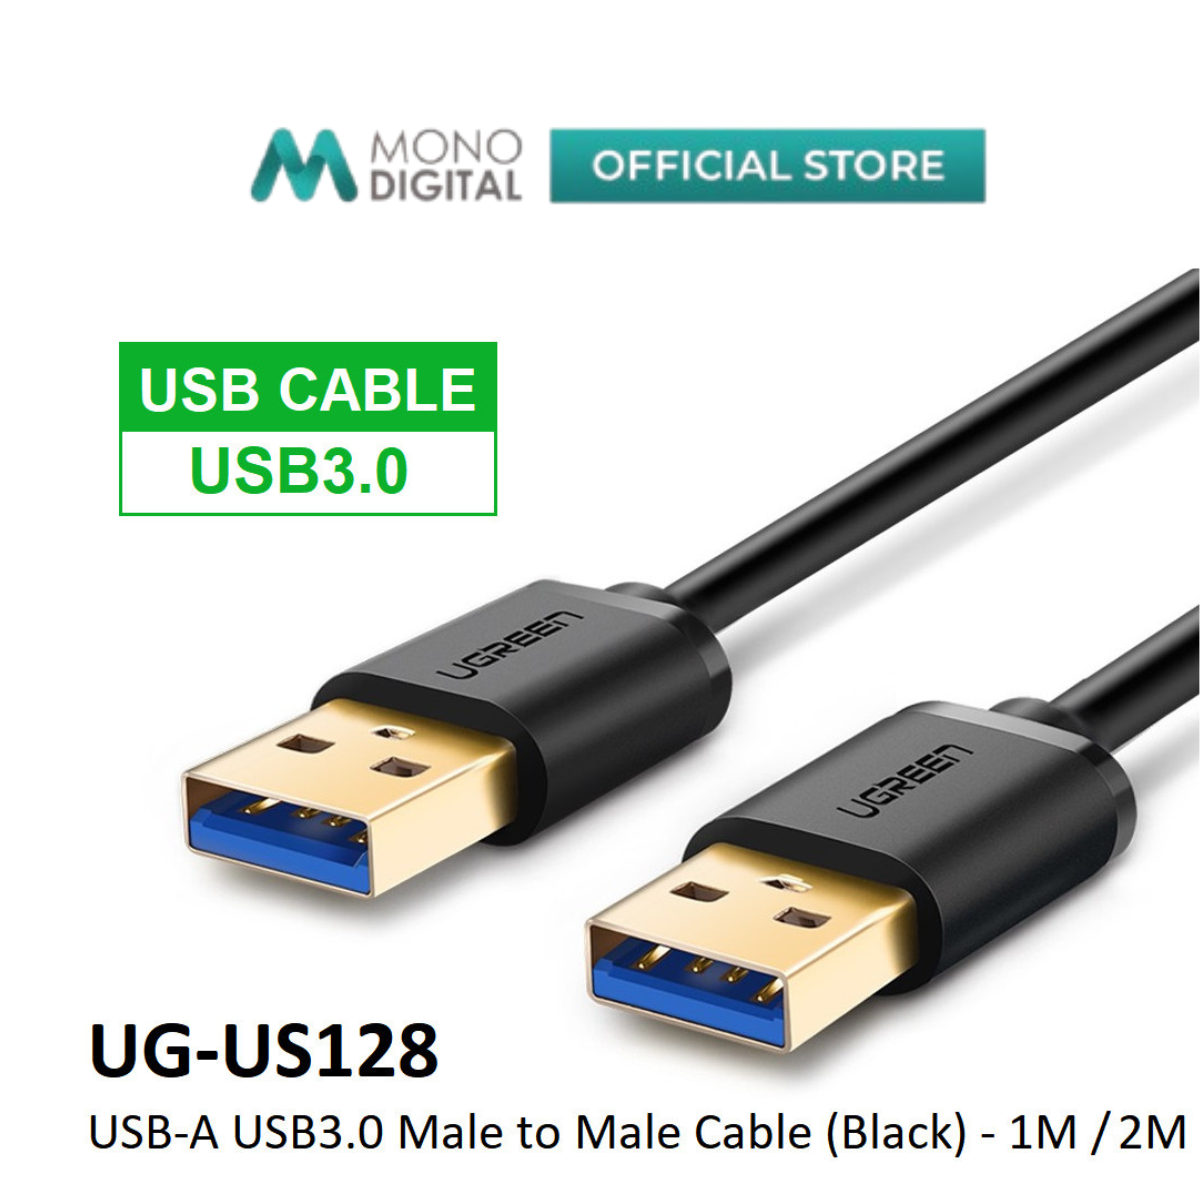 MONO
DIGITAL
OFFICIAL STORE
USB CABLE
USB3.0
UGREEN
UGREEN
UG-US128
USB-A USB3.0 Male to Male Cable (Black) - 1M / 2M